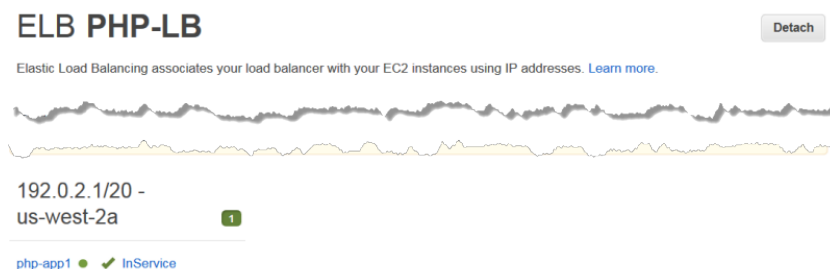 ELB PHP-LB
Detach
Elastic Load Balancing associates your load balancer with your EC2 instances using IP addresses. Learn more.
192.0.2.1/20 -
us-west-2a
1
php-app1 InService